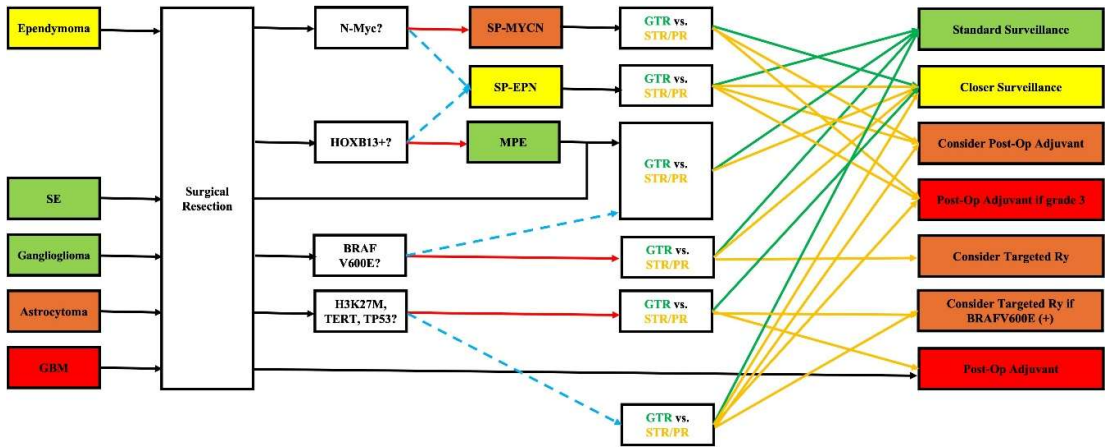 Ependymoma
SE
Ganglioglioma
Astrocytoma
GBM
Surgical
Resection
N-Myc?
HOXB13+?
BRAF
V600E?
H3K27M,
TERT, TP53?
SP-MYCN
SP-EPN
MPE
GTR vs.
STR/PR
GTR vs.
STR/PR
GTR vs.
STR/PR
GTR vs.
STR/PR
GTR vs.
STR/PR
GTR vs.
STR/PR
Standard Surveillance
Closer Surveillance
Consider Post-Op Adjuvant
Post-Op Adjuvant if grade 3
Consider Targeted Ry
Consider Targeted Ry if
BRAFV600E (+)
Post-Op Adjuvant